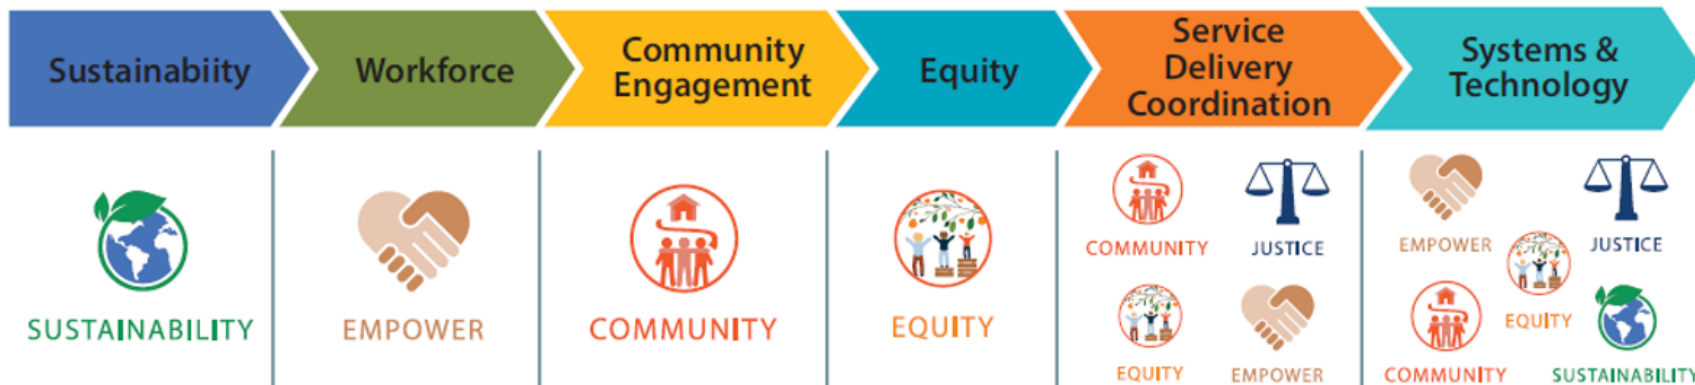 Sustainabiity
Workforce
Community
Engagement
Equity
Service
Delivery
Coordination
Systems &
Technology
SUSTAINABILITY
EMPOWER
COMMUNITY
EQUITY
COMMUNITY
JUSTICE
EQUITY
EMPOWER
EMPOWER
JUSTICE
EQUITY
COMMUNITY
SUSTAINABILITY